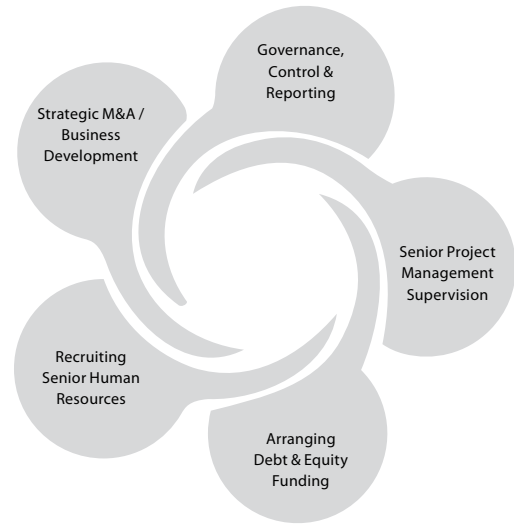 Governance,
Control &
Reporting
Strategic M&A /
Business
Development
Senior Project
Management
Supervision
Recruiting
Senior Human
Resources
Arranging
Debt & Equity
Funding